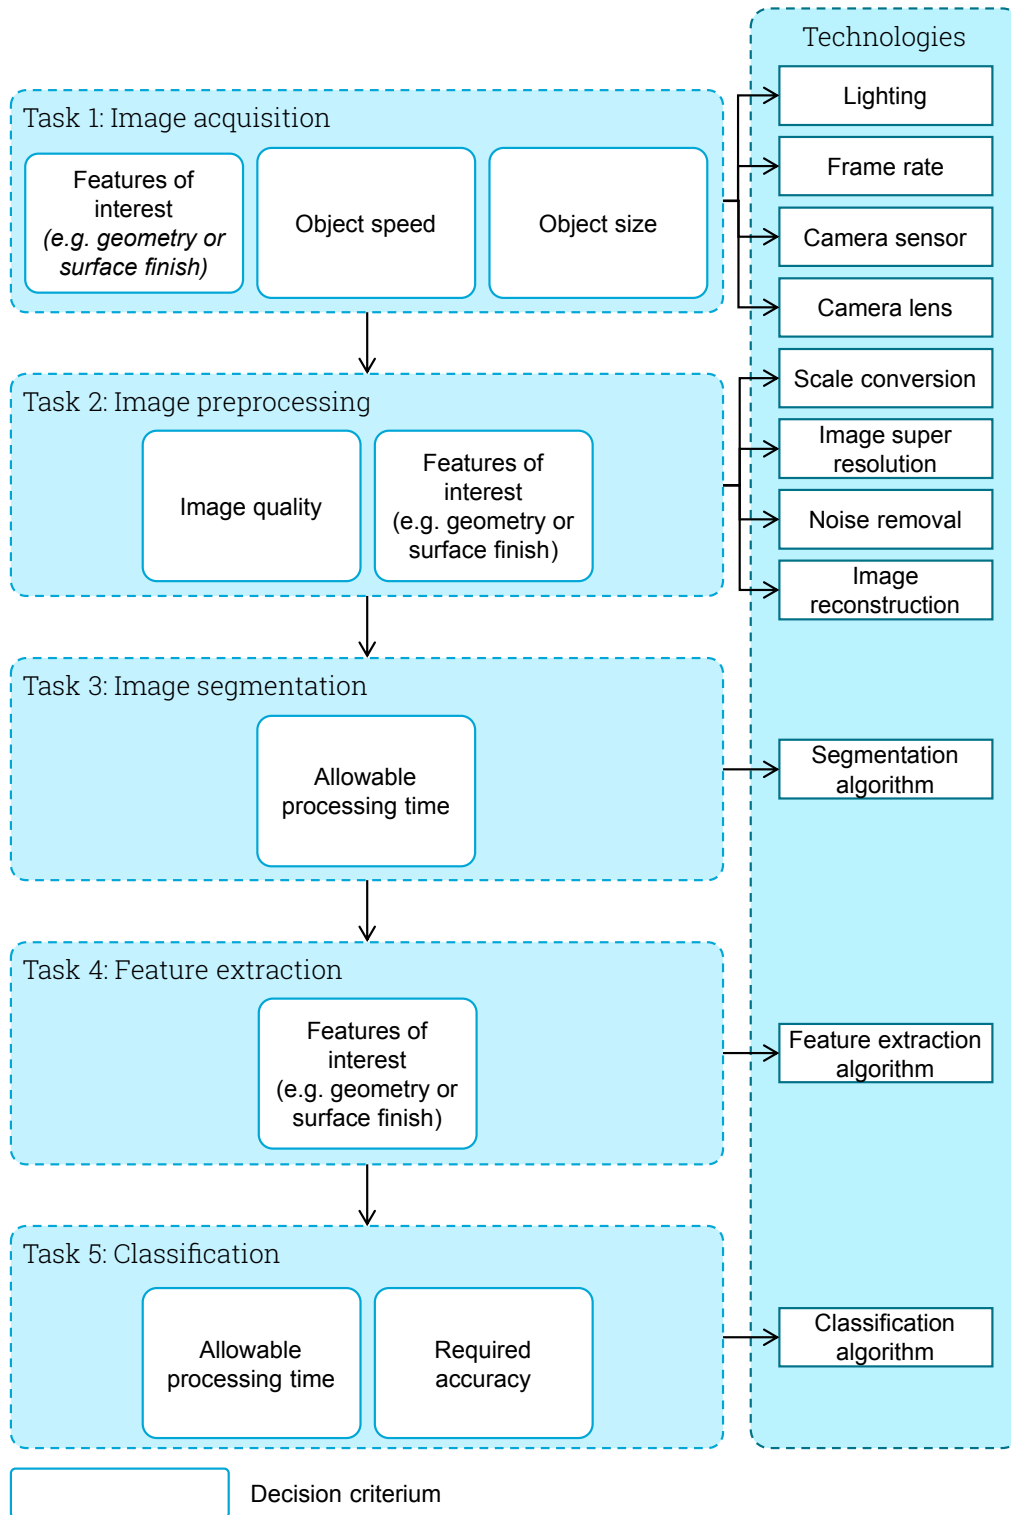 Technologies
Lighting
Frame rate
Camera sensor
Camera lens
Scale conversion
Image super
resolution
Noise removal
Image
reconstruction
Segmentation
algorithm
Feature extraction
algorithm
Classification
algorithm
Task 1: Image acquisition
Features of
interest
(e.g. geometry or
surface finish)
Object speed
Object size
Task 2: Image preprocessing
Image quality
Features of
interest
(e.g. geometry or
surface finish)
Task 3: Image segmentation
Allowable
processing time
Task 4: Feature extraction
Features of
interest
(e.g. geometry or
surface finish)
Task 5: Classification
Allowable
processing time
Required
accuracy
Decision criterium